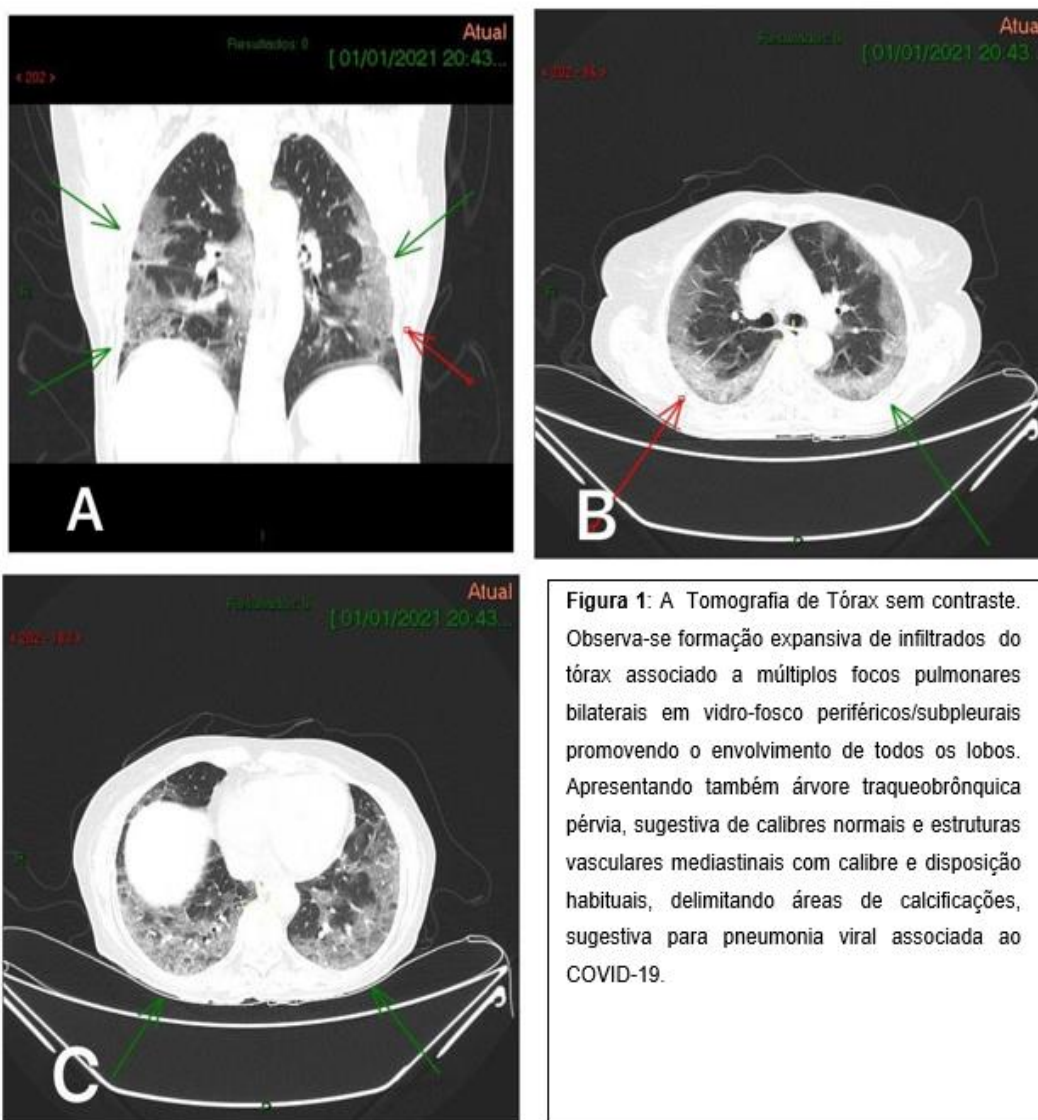 Atual
Resultados: 0
[ 01/01/2021 20:43...
< 202 >
A
Atual
[ 01/01/2021 20:43...
B
Atual
[ 01/01/2021 20:43...
C
Figura 1: A Tomografia de Tórax sem contraste.
Observa-se formação expansiva de infiltrados do
tórax associado a múltiplos focos pulmonares
bilaterais em vidro-fosco periféricos/subpleurais
promovendo o envolvimento de todos os lobos.
Apresentando também árvore traqueobrônquica
pérvia, sugestiva de calibres normais e estruturas
vasculares mediastinais com calibre e disposição
habituais, delimitando áreas de calcificações,
sugestiva para pneumonia viral associada ao
COVID-19.